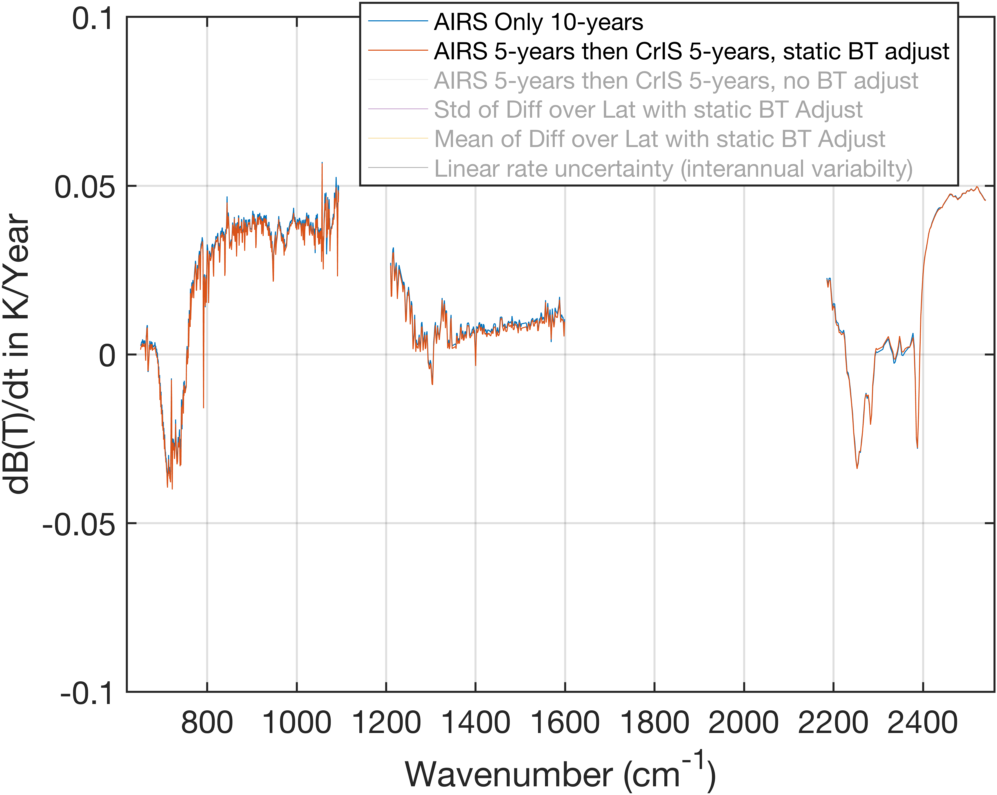 0.1
0.05
0
-0.05
-0.1
dB(T)/dt in K/Year
AIRS Only 10-years
AIRS 5-years then CrIS 5-years, static BT adjust
AIRS 5-years then CrIS 5-years, no BT adjust
Std of Diff over Lat with static BT Adjust
Mean of Diff over Lat with static BT Adjust
Linear rate uncertainty (interannual variabilty)
800 1000 1200 1400 1600 1800 2000 2200 2400
Wavenumber (cm⁻¹)